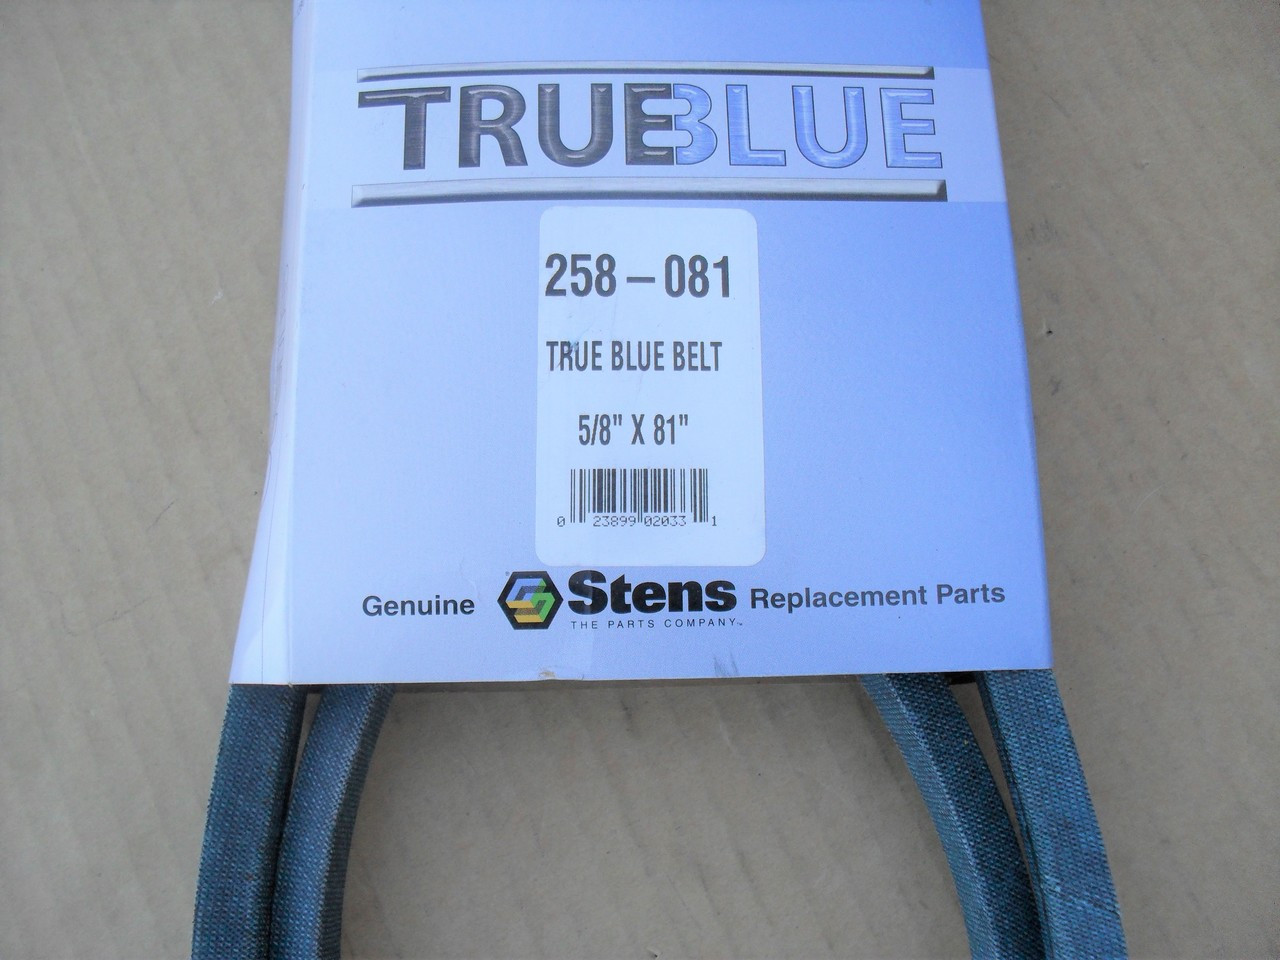 TRUEBLUE
258-081
TRUE BLUE BELT
5/8" X 81"
0 23899 02033 1
Genuine Stens Replacement Parts
THE PARTS COMPANY™